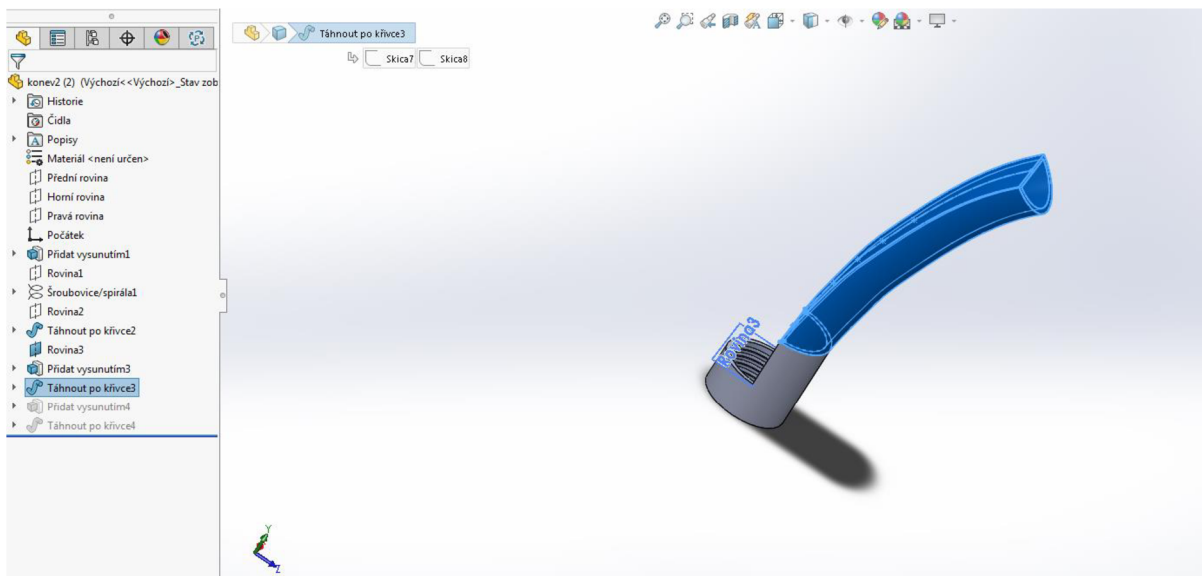 Táhnout po křivce3
Skica7 Skica8
konev2 (2) (Výchozí<<Výchozí>_Stav zob
Historie
Čidla
Popisy
Materiál <není určen>
Přední rovina
Horní rovina
Pravá rovina
Počátek
Přidat vysunutím1
Rovina1
Šroubovice/spirála1
Rovina2
Táhnout po křivce2
Rovina3
Přidat vysunutím3
Táhnout po křivce3
Přidat vysunutím4
Táhnout po křivce4
Rovina3
Y
Z